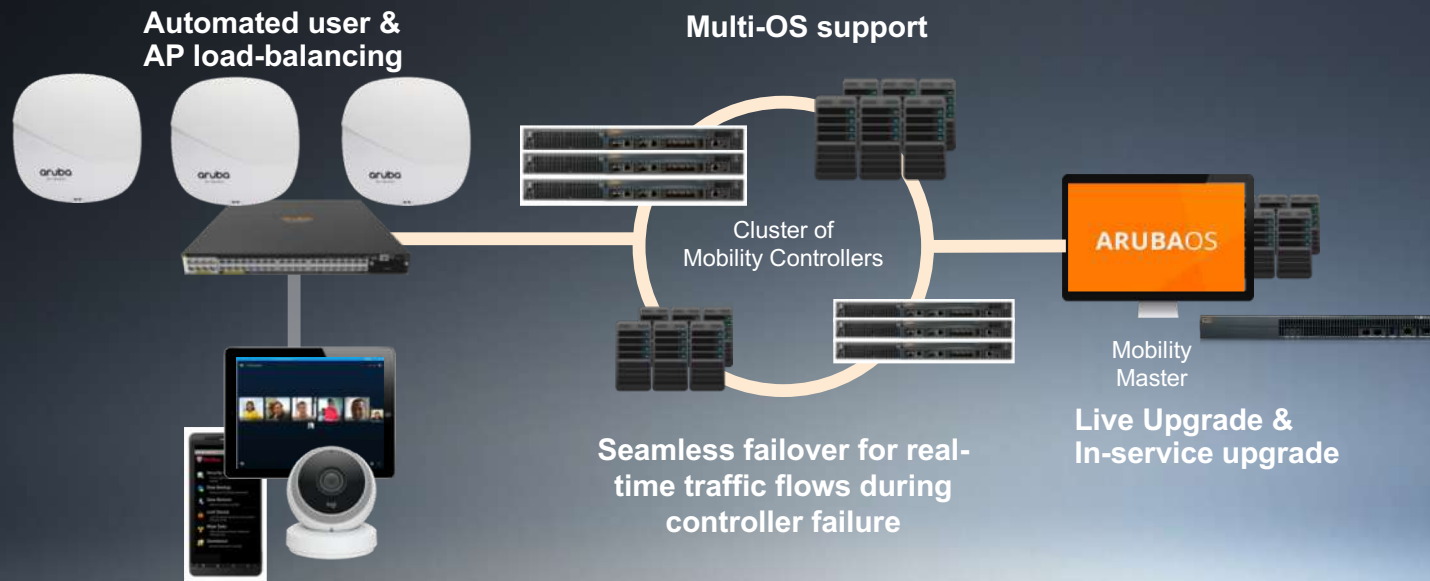 Automated user &
AP load-balancing
Multi-OS support
aruba
aruba
aruba
Cluster of
Mobility Controllers
ARUBAOS
Mobility
Master
Live Upgrade &
In-service upgrade
Seamless failover for real-
time traffic flows during
controller failure